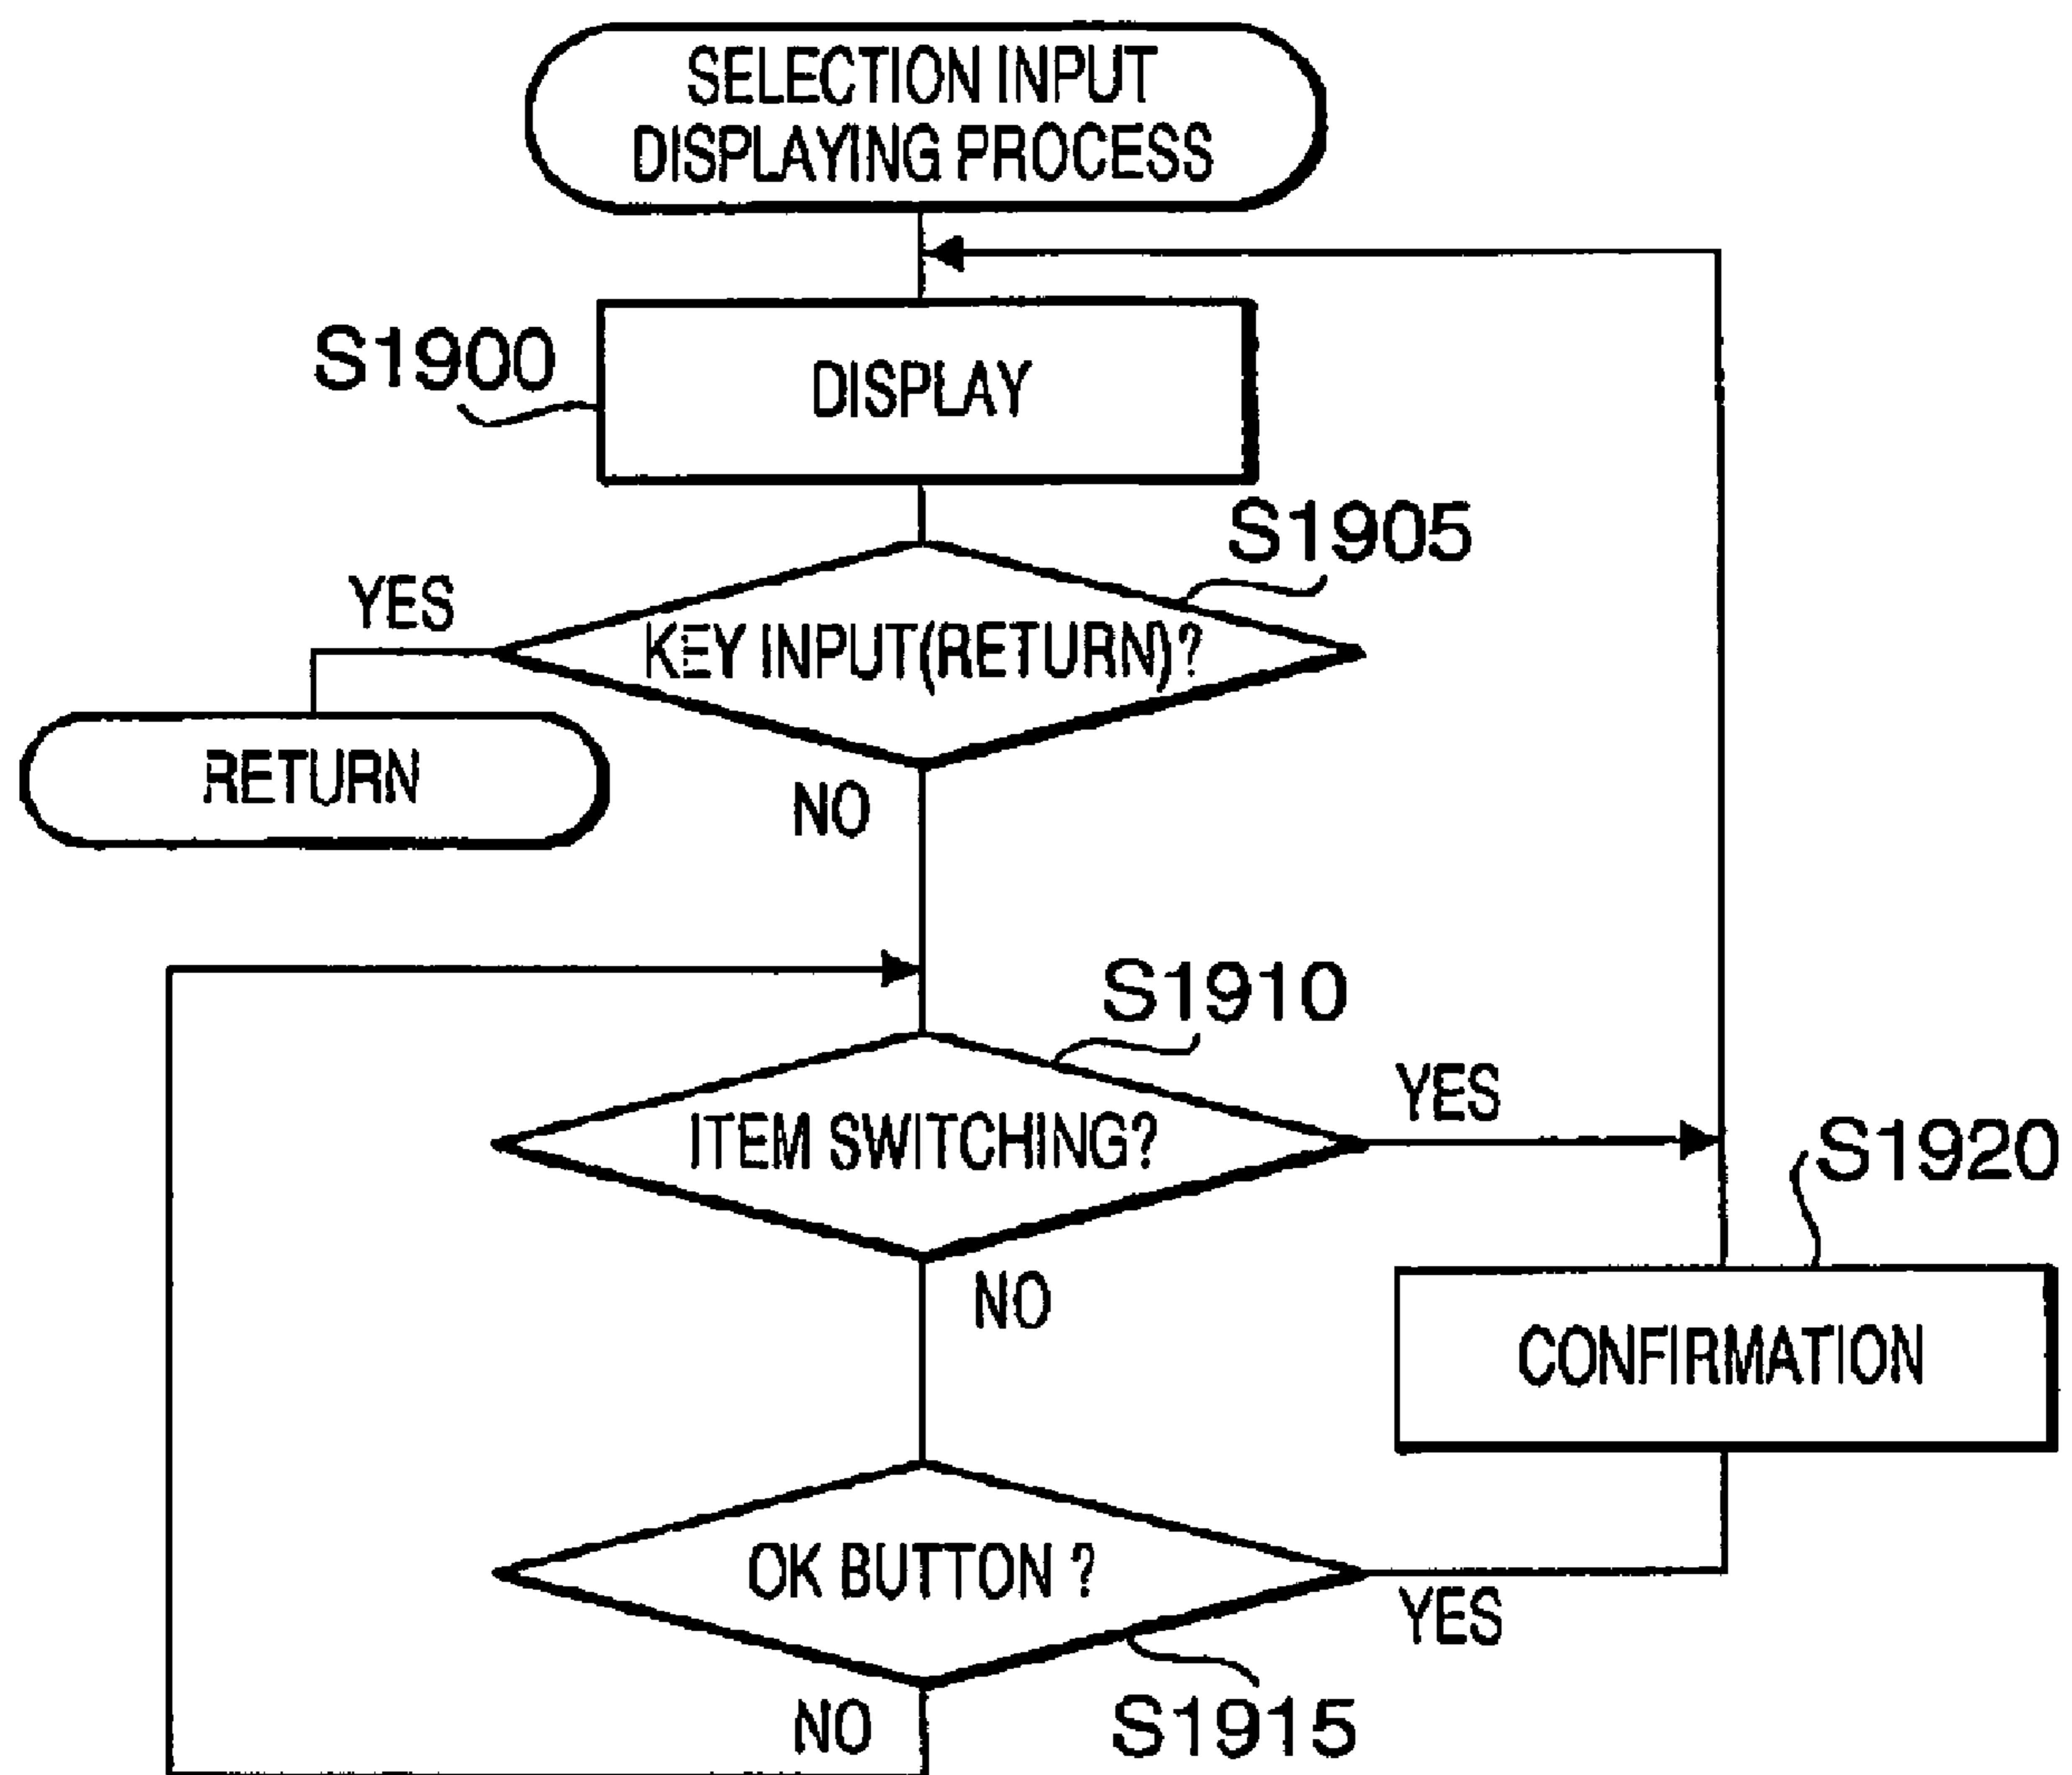 SELECTION INPUT
DISPLAYING PROCESS
S1900
DISPLAY
S1905
YES
KEY INPUT(RETURN)?
RETURN
NO
S1910
YES
ITEM SWITCHING?
S1920
NO
CONFIRMATION
OK BUTTON ?
YES
NO
S1915